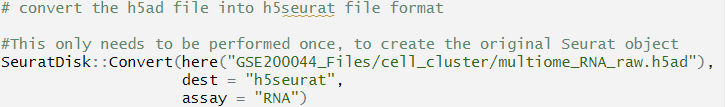 # convert the h5ad file into h5seurat file format
#This only needs to be performed once, to create the original Seurat object
SeuratDisk::Convert(here("GSE200044_Files/cell_cluster/multiome_RNA_raw.h5ad"),
dest = "h5seurat",
assay = "RNA")